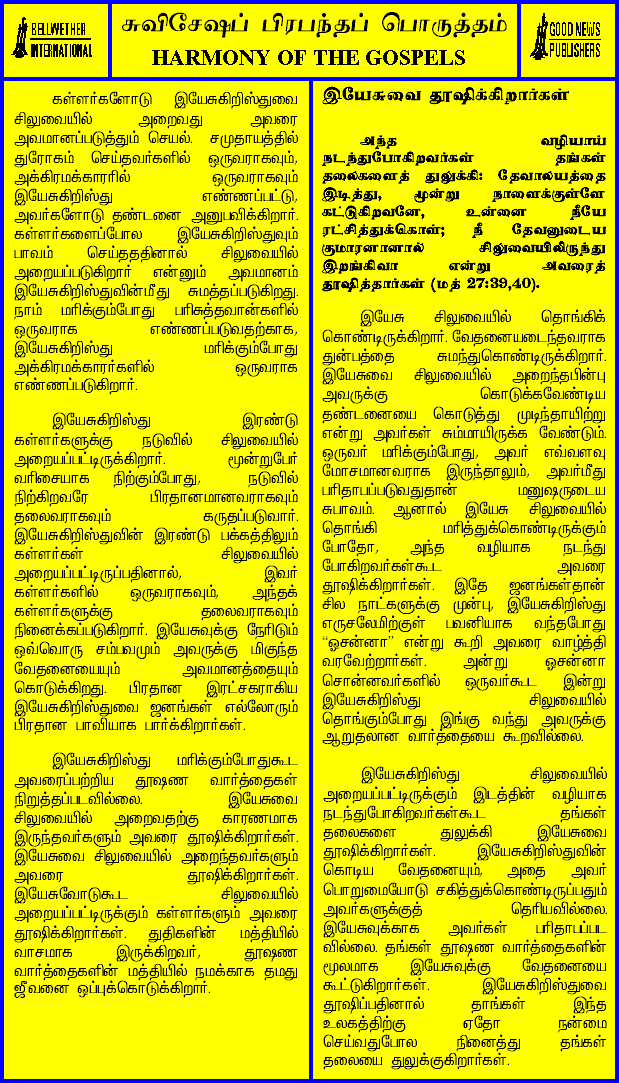 BELLWETHER
INTERNATIONAL
சுவிசேஷப் பிரபந்தப் பொருத்தம்
HARMONY OF THE GOSPELS
GOOD NEWS
PUBLISHERS
கள்ளர்களோடு இயேசுகிறிஸ்துவை
சிலுவையில் அறைவது அவரை
அவமானப்படுத்தும் செயல். சமுதாயத்தில்
துரோகம் செய்தவர்களில் ஒருவராகவும்,
அக்கிரமக்காரரில் ஒருவராகவும்
இயேசுகிறிஸ்து எண்ணப்பட்டு,
அவர்களோடு தண்டனை அனுபவிக்கிறார்.
கள்ளர்களைப்போல இயேசுகிறிஸ்துவும்
பாவம் செய்ததினால் சிலுவையில்
அறையப்படுகிறார் என்னும் அவமானம்
இயேசுகிறிஸ்துவின்மீது சுமத்தப்படுகிறது.
நாம் மரிக்கும்போது பரிசுத்தவான்களில்
ஒருவராக எண்ணப்படுவதற்காக,
இயேசுகிறிஸ்து மரிக்கும்போது
அக்கிரமக்காரர்களில் ஒருவராக
எண்ணப்படுகிறார்.
இயேசுகிறிஸ்து இரண்டு
கள்ளர்களுக்கு நடுவில் சிலுவையில்
அறையப்பட்டிருக்கிறார். மூன்றுபேர்
வரிசையாக நிற்கும்போது, நடுவில்
நிற்கிறவரே பிரதானமானவராகவும்
தலைவராகவும் கருதப்படுவார்.
இயேசுகிறிஸ்துவின் இரண்டு பக்கத்திலும்
கள்ளர்கள் சிலுவையில்
அறையப்பட்டிருப்பதினால், இவர்
கள்ளர்களில் ஒருவராகவும், அந்தக்
கள்ளர்களுக்கு தலைவராகவும்
நினைக்கப்படுகிறார். இயேசுவுக்கு நேரிடும்
ஒவ்வொரு சம்பவமும் அவருக்கு மிகுந்த
வேதனையையும் அவமானத்தையும்
கொடுக்கிறது. பிரதான இரட்சகராகிய
இயேசுகிறிஸ்துவை ஜனங்கள் எல்லோரும்
பிரதான பாவியாக பார்க்கிறார்கள்.
இயேசுகிறிஸ்து மரிக்கும்போதுகூட
அவரைப்பற்றிய தூஷண வார்த்தைகள்
நிறுத்தப்படவில்லை. இயேசுவை
சிலுவையில் அறைவதற்கு காரணமாக
இருந்தவர்களும் அவரை தூஷிக்கிறார்கள்.
இயேசுவை சிலுவையில் அறைந்தவர்களும்
அவரை தூஷிக்கிறார்கள்.
இயேசுவோடுகூட சிலுவையில்
அறையப்பட்டிருக்கும் கள்ளர்களும் அவரை
தூஷிக்கிறார்கள். துதிகளின் மத்தியில்
வாசமாக இருக்கிறவர், தூஷண
வார்த்தைகளின் மத்தியில் நமக்காக தமது
ஜீவனை ஒப்புக்கொடுக்கிறார்.
இயேசுவை தூஷிக்கிறார்கள்
அந்த வழியாய்
நடந்துபோகிறவர்கள் தங்கள்
தலைகளைத் துலுக்கி: தேவாலயத்தை
இடித்து, மூன்று நாளைக்குள்ளே
கட்டுகிறவனே, உன்னை நீயே
ரட்சித்துக்கொள்; நீ தேவனுடைய
குமாரனானால் சிலுவையிலிருந்து
இறங்கிவா என்று அவரைத்
தூஷித்தார்கள் (மத் 27:39,40).
இயேசு சிலுவையில் தொங்கிக்
கொண்டிருக்கிறார். வேதனையடைந்தவராக
துன்பத்தை சுமந்துகொண்டிருக்கிறார்.
இயேசுவை சிலுவையில் அறைந்தபின்பு
அவருக்கு கொடுக்கவேண்டிய
தண்டனையை கொடுத்து முடிந்தாயிற்று
என்று அவர்கள் சும்மாயிருக்க வேண்டும்.
ஒருவர் மரிக்கும்போது, அவர் எவ்வளவு
மோசமானவராக இருந்தாலும், அவர்மீது
பரிதாபப்படுவதுதான் மனுஷருடைய
சுபாவம். ஆனால் இயேசு சிலுவையில்
தொங்கி மரித்துக்கொண்டிருக்கும்
போதோ, அந்த வழியாக நடந்து
போகிறவர்கள்கூட அவரை
தூஷிக்கிறார்கள். இதே ஜனங்கள்தான்
சில நாட்களுக்கு முன்பு, இயேசுகிறிஸ்து
எருசலேமிற்குள் பவனியாக வந்தபோது
“ஓசன்னா” என்று கூறி அவரை வாழ்த்தி
வரவேற்றார்கள். அன்று ஓசன்னா
சொன்னவர்களில் ஒருவர்கூட இன்று
இயேசுகிறிஸ்து சிலுவையில்
தொங்கும்போது இங்கு வந்து அவருக்கு
ஆறுதலான வார்த்தையை கூறவில்லை.
இயேசுகிறிஸ்து சிலுவையில்
அறையப்பட்டிருக்கும் இடத்தின் வழியாக
நடந்துபோகிறவர்கள்கூட தங்கள்
தலைகளை துலுக்கி இயேசுவை
தூஷிக்கிறார்கள். இயேசுகிறிஸ்துவின்
கொடிய வேதனையும், அதை அவர்
பொறுமையோடு சகித்துக்கொண்டிருப்பதும்
அவர்களுக்குத் தெரியவில்லை.
இயேசுவுக்காக அவர்கள் பரிதாபப்பட
வில்லை. தங்கள் தூஷண வார்த்தைகளின்
மூலமாக இயேசுவுக்கு வேதனையை
கூட்டுகிறார்கள். இயேசுகிறிஸ்துவை
தூஷிப்பதினால் தாங்கள் இந்த
உலகத்திற்கு ஏதோ நன்மை
செய்வதுபோல நினைத்து தங்கள்
தலையை துலுக்குகிறார்கள்.